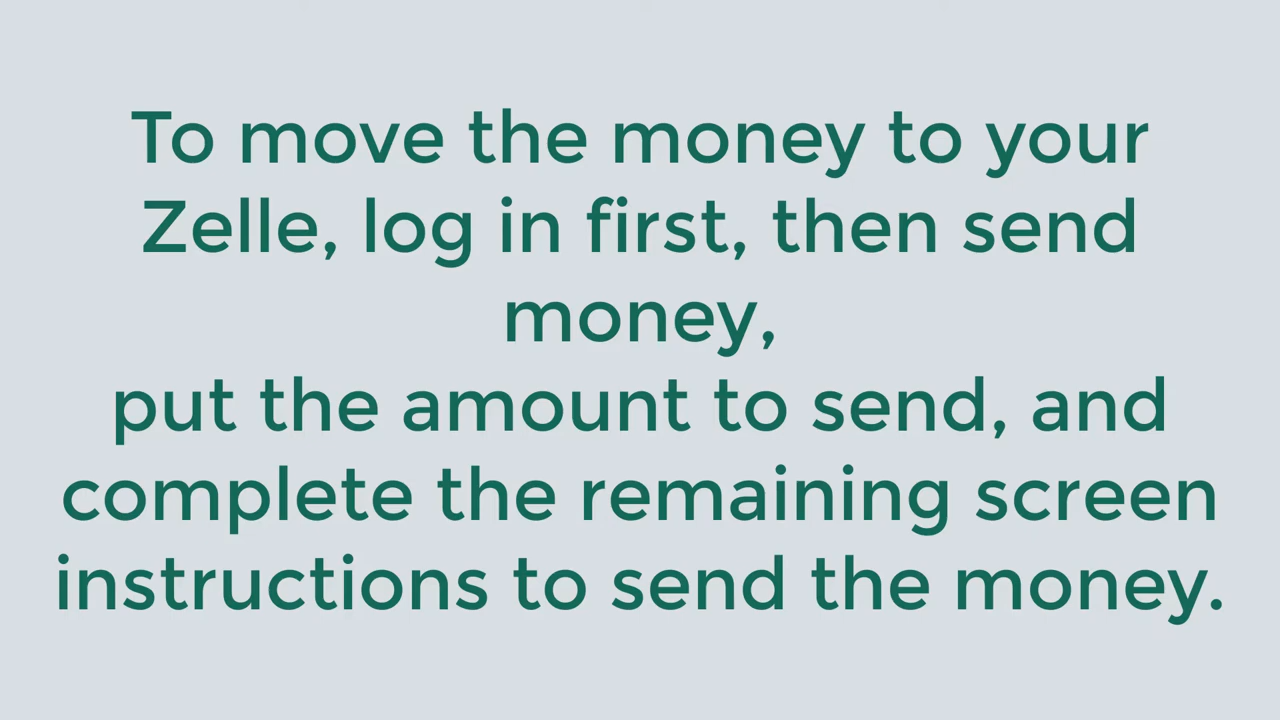 To move the money to your
Zelle, log in first, then send
money,
put the amount to send, and
complete the remaining screen
instructions to send the money.